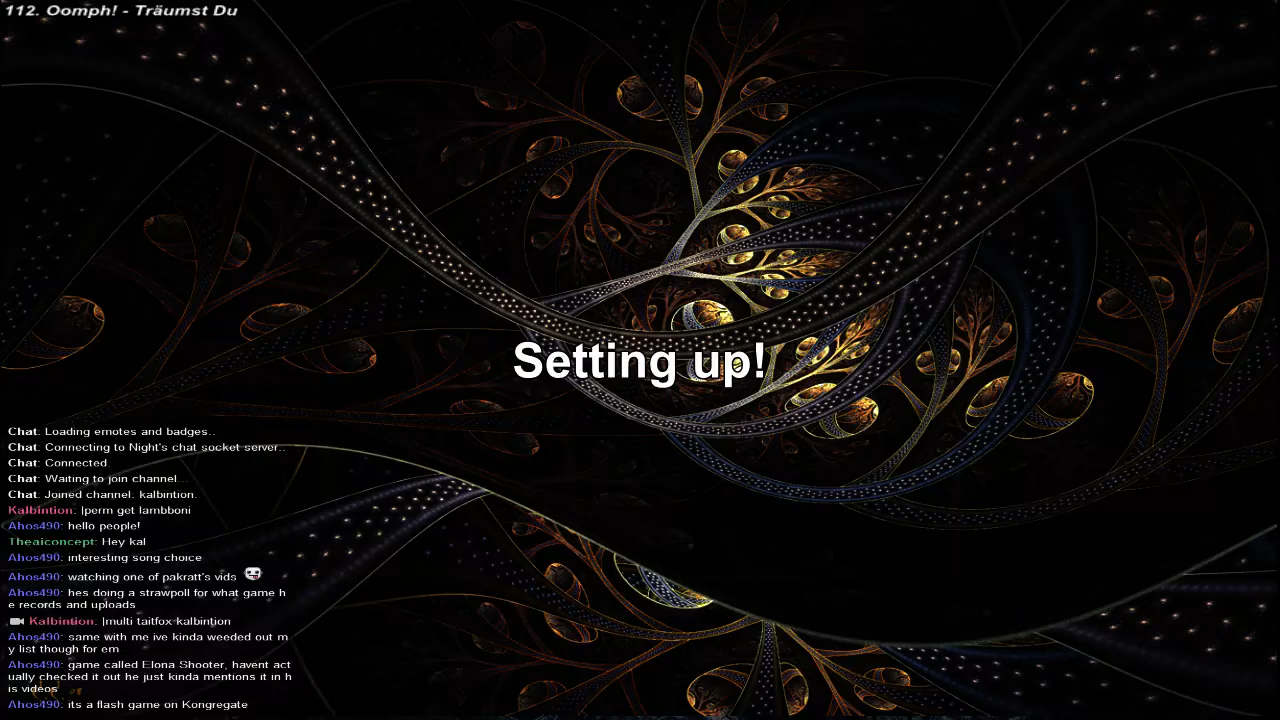 112. Oomph! - Träumst Du
Setting up!
Chat: Loading emotes and badges..
Chat: Connecting to Night's chat socket server..
Chat: Connected
Chat: Waiting to join channel...
Chat: Joined channel: kalbintion.
Kalbintion: |perm get lambboni
Ahos490: hello people!
Theaiconcept: Hey kal
Ahos490: interesting song choice
Ahos490: watching one of pakratt's vids
Ahos490: hes doing a strawpoll for what game h
e records and uploads
Kalbintion: |multi taitfox kalbintion
Ahos490: same with me ive kinda weeded out m
y list though for em
Ahos490: game called Elona Shooter, havent act
ually checked it out he just kinda mentions it in h
is videos
Ahos490: its a flash game on Kongregate